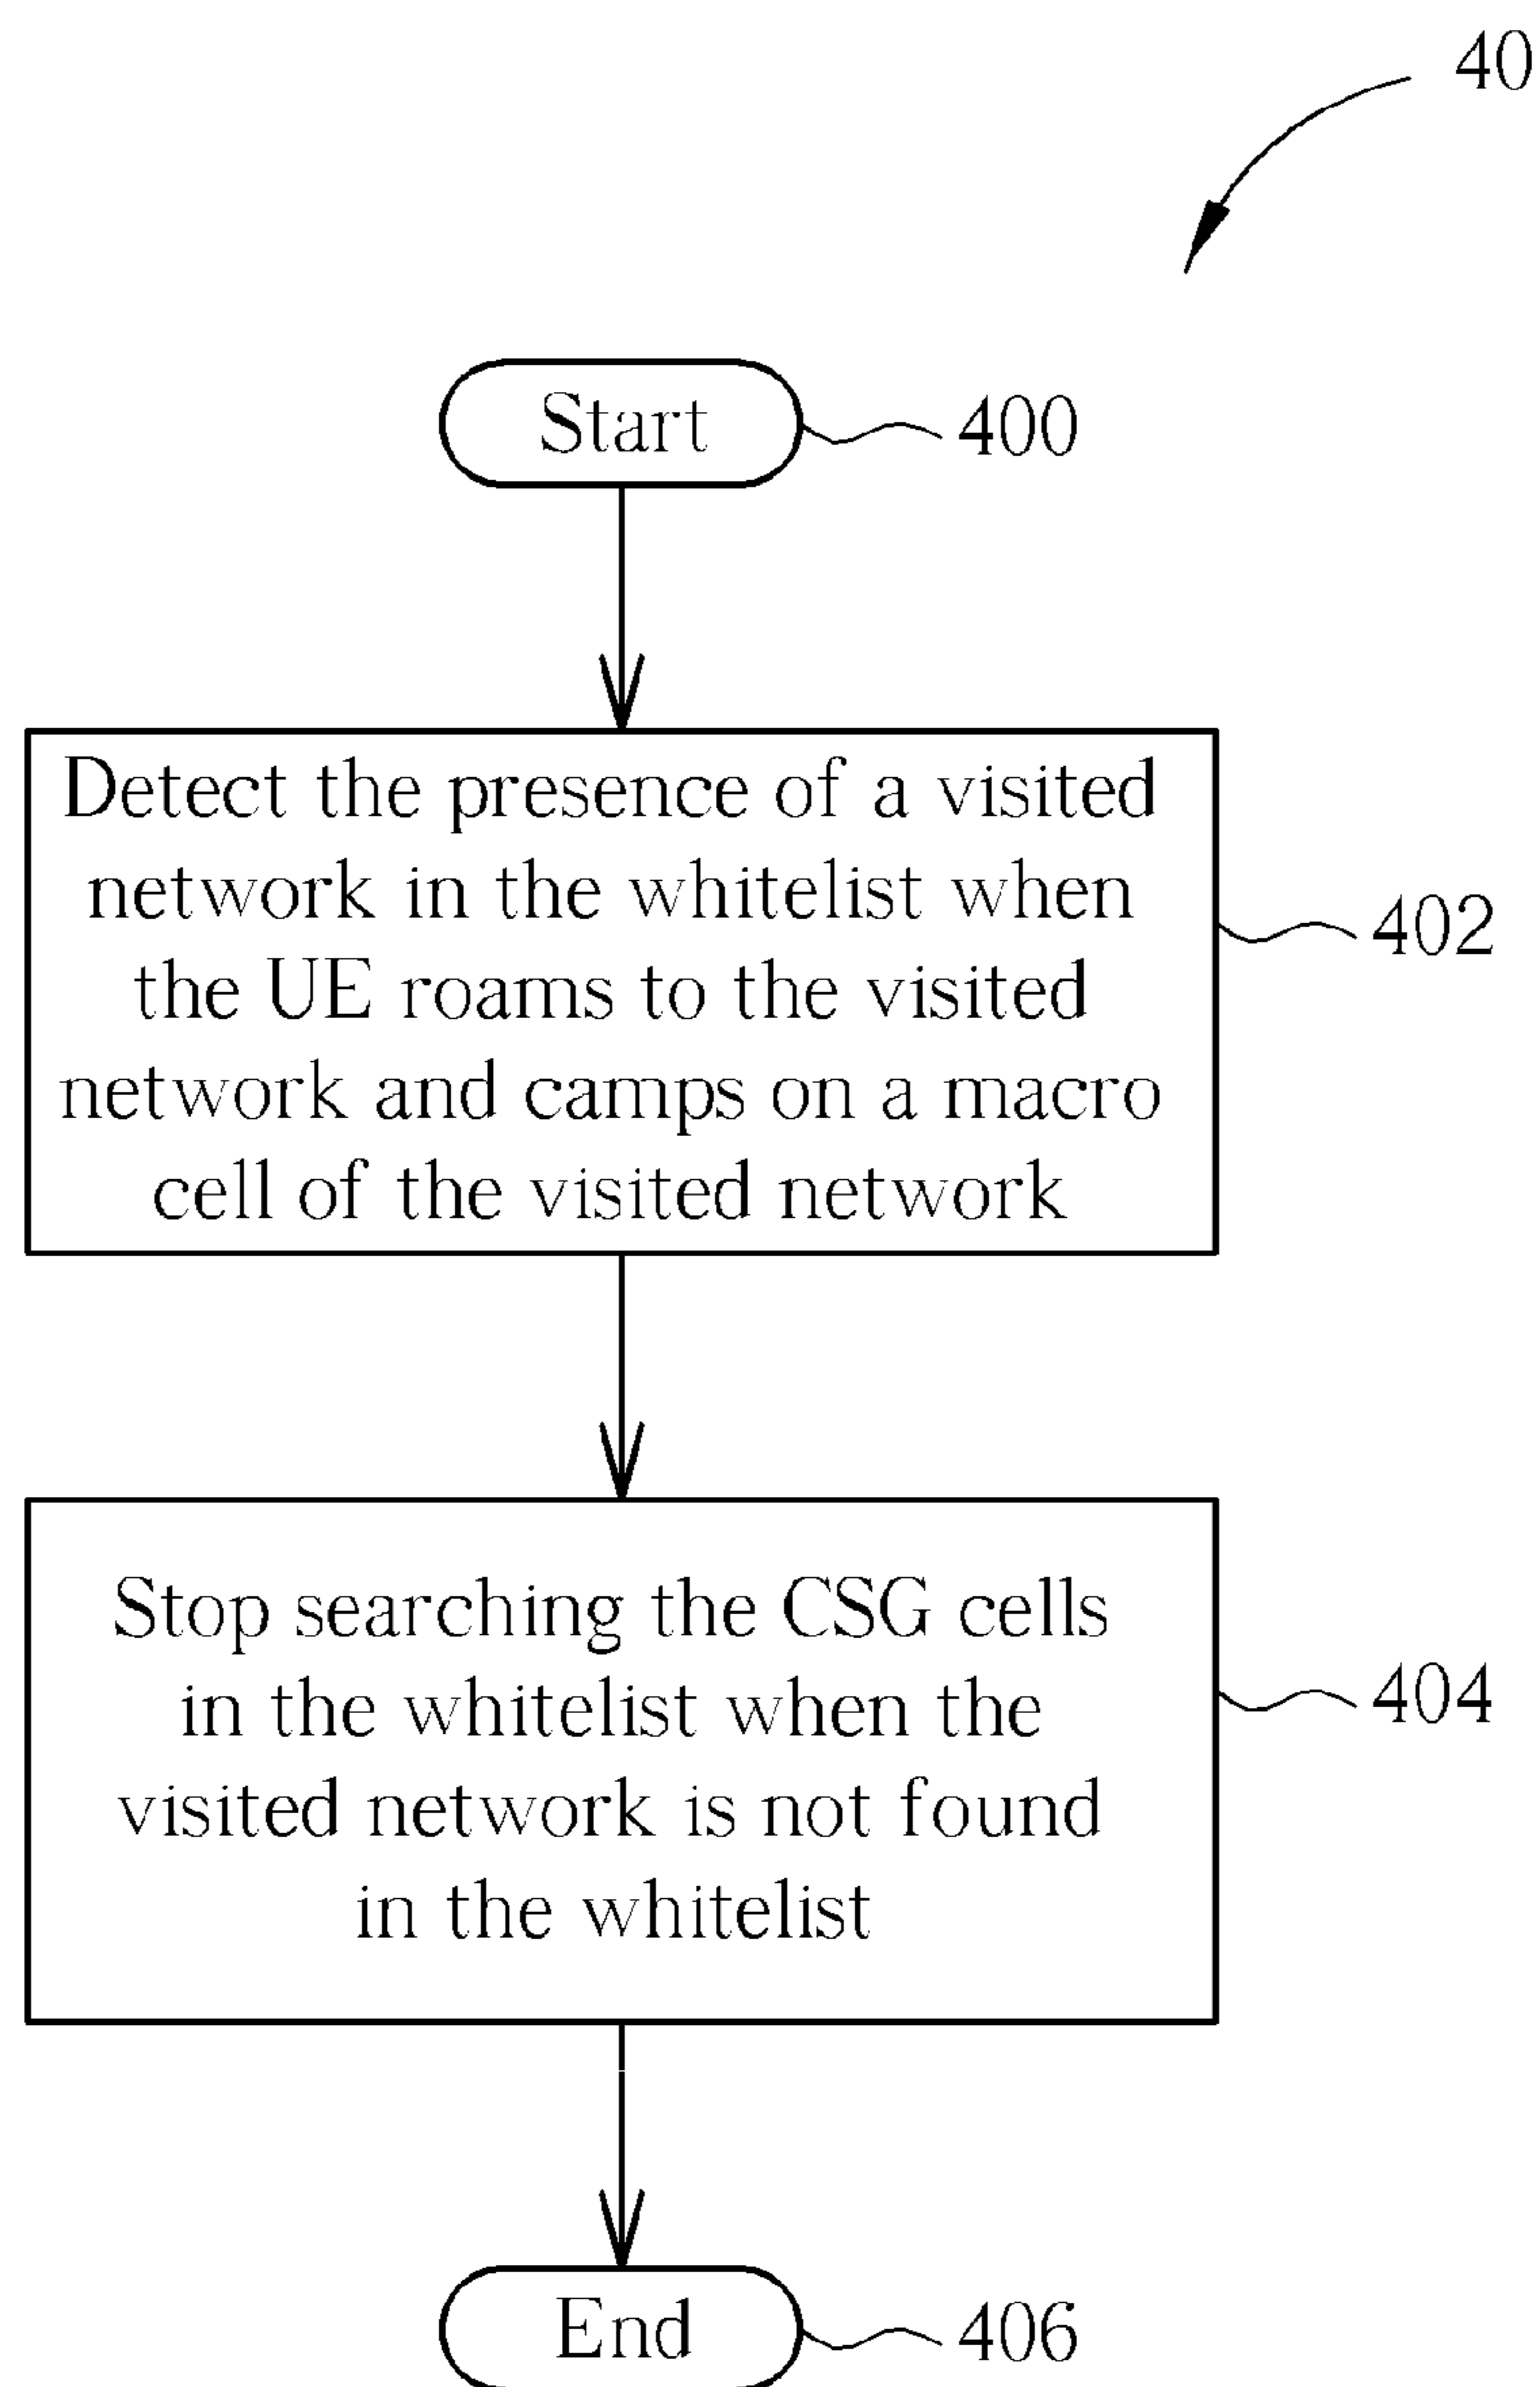 40
Start
400
Detect the presence of a visited
network in the whitelist when
the UE roams to the visited
network and camps on a macro
cell of the visited network
402
Stop searching the CSG cells
in the whitelist when the
visited network is not found
in the whitelist
404
End
406